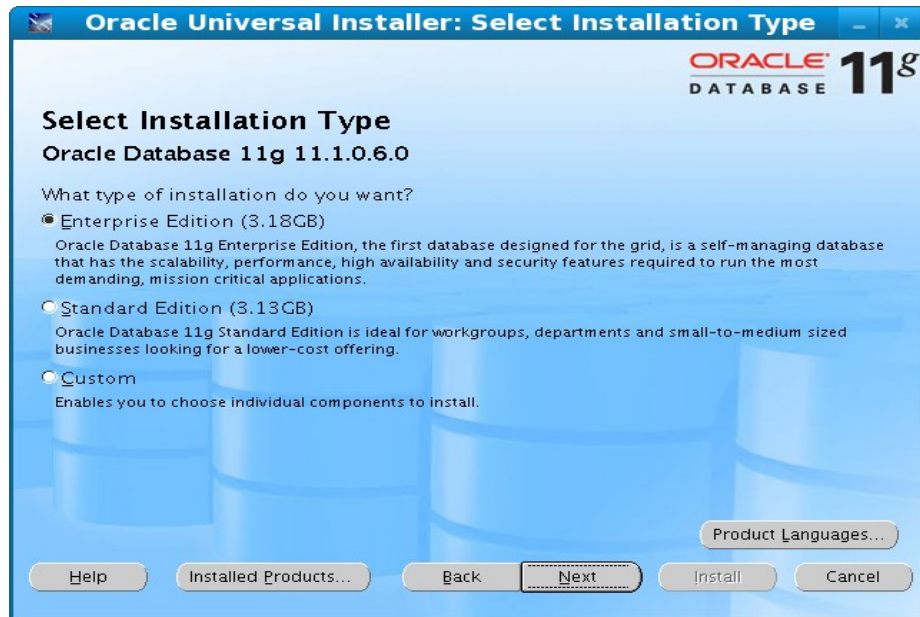 Oracle Universal Installer: Select Installation Type
ORACLE
DATABASE 11g
Select Installation Type
Oracle Database 11g 11.1.0.6.0
What type of installation do you want?
Enterprise Edition (3.18GB)
Oracle Database 11g Enterprise Edition, the first database designed for the grid, is a self-managing database
that has the scalability, performance, high availability and security features required to run the most
demanding, mission critical applications.
Standard Edition (3.13GB)
Oracle Database 11g Standard Edition is ideal for workgroups, departments and small-to-medium sized
businesses looking for a lower-cost offering.
Custom
Enables you to choose individual components to install.
Product Languages...
Help Installed Products... Back Next Install Cancel